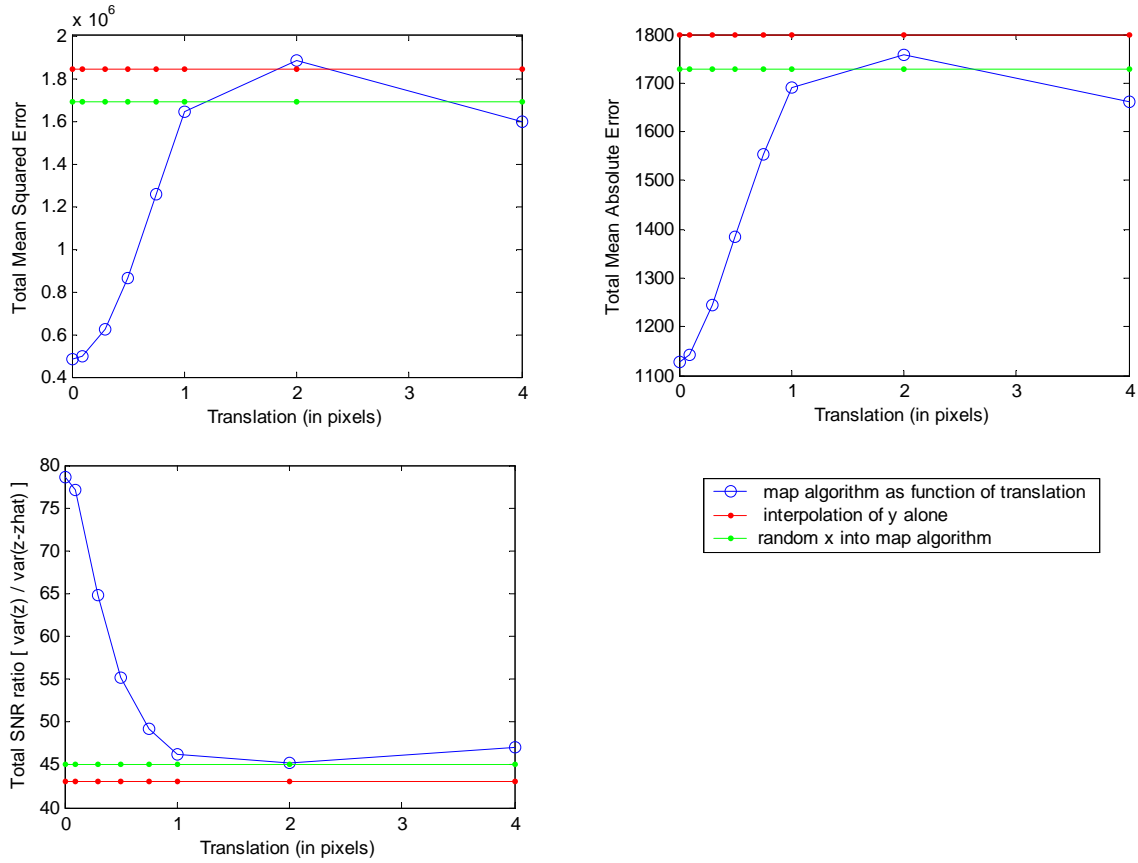 x 10^6
2
1.8
1.6
1.4
1.2
1
0.8
0.6
0.4
0 1 2 3 4
Total Mean Squared Error
Translation (in pixels)
1800
1700
1600
1500
1400
1300
1200
1100
0 1 2 3 4
Total Mean Absolute Error
Translation (in pixels)
80
75
70
65
60
55
50
45
40
0 1 2 3 4
Total SNR ratio [ var(z) / var(z-zhat) ]
Translation (in pixels)
map algorithm as function of translation
interpolation of y alone
random x into map algorithm